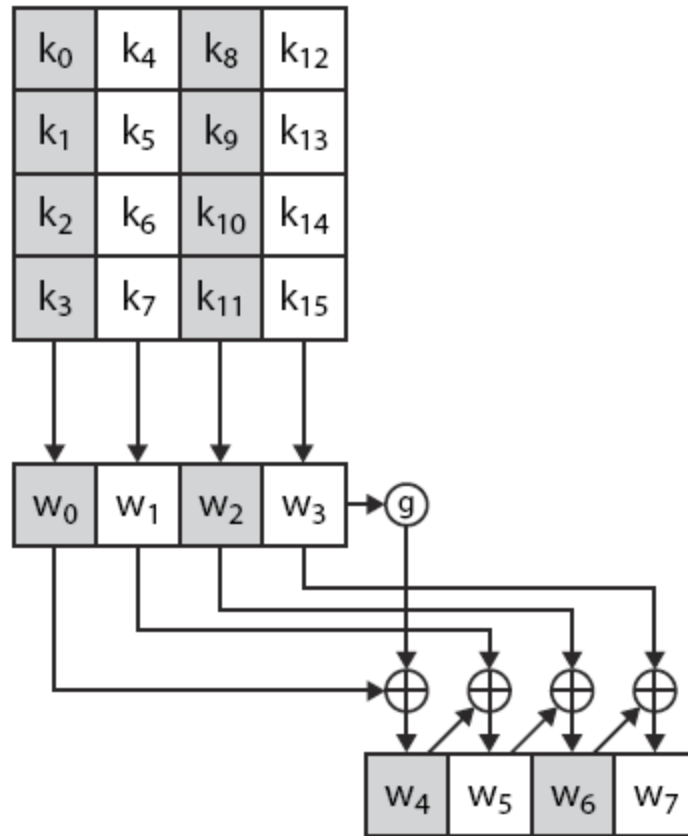 k₀ k₄ k₈ k₁₂
k₁ k₅ k₉ k₁₃
k₂ k₆ k₁₀ k₁₄
k₃ k₇ k₁₁ k₁₅
w₀ w₁ w₂ w₃ g
w₄ w₅ w₆ w₇